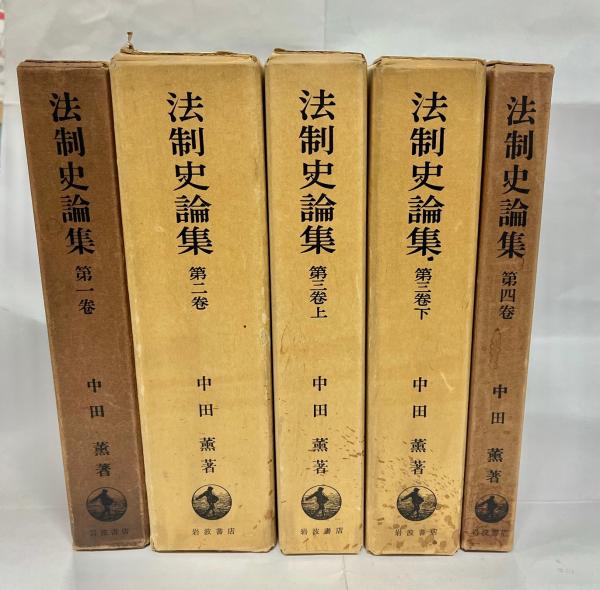 法制史論集 第一巻
中田薫著
岩波書店
法制史論集 第二巻
中田薫著
岩波書店
法制史論集 第三巻上
中田薫著
岩波書店
法制史論集 第三巻下
中田薫著
岩波書店
法制史論集 第四巻
中田薫著
岩波書店